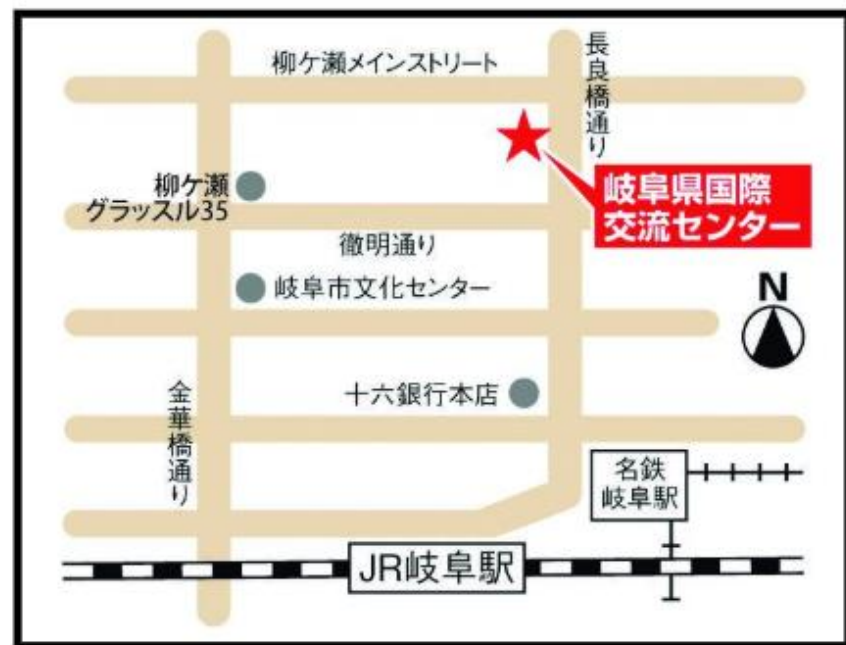 柳ケ瀬メインストリート
長良橋通り
岐阜県国際
交流センター
柳ケ瀬
グラッスル35
徹明通り
岐阜市文化センター
N
十六銀行本店
金華橋通り
名鉄
岐阜駅
JR岐阜駅